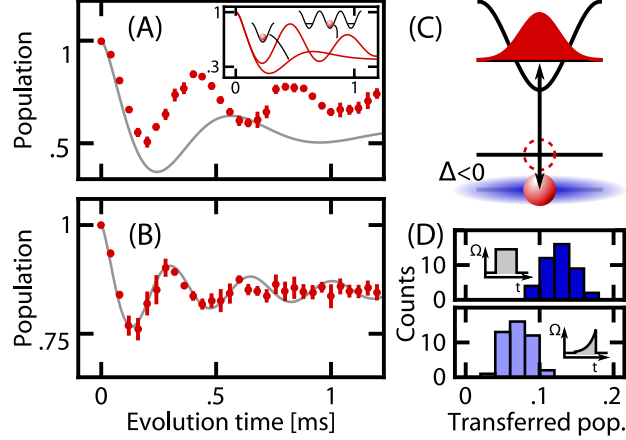 (A)
Population
1
.5
1
.3
0
1
(B)
Population
1
.75
0
.5
1
Evolution time [ms]
(C)
Δ<0
(D)
Counts
Ω
t
10
0
Ω
t
10
0
0
.1
.2
Transferred pop.